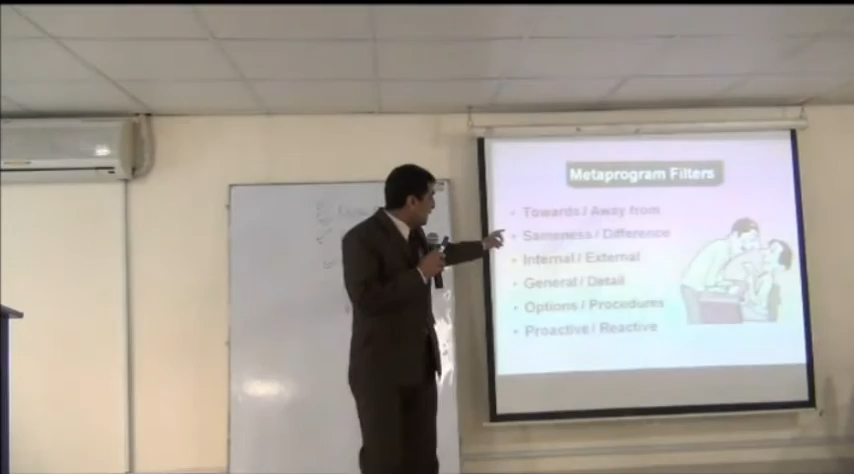 Metaprogram Filters
• Towards / Away from
• Sameness / Difference
• Internal / External
• General / Detail
• Options / Procedures
• Proactive / Reactive